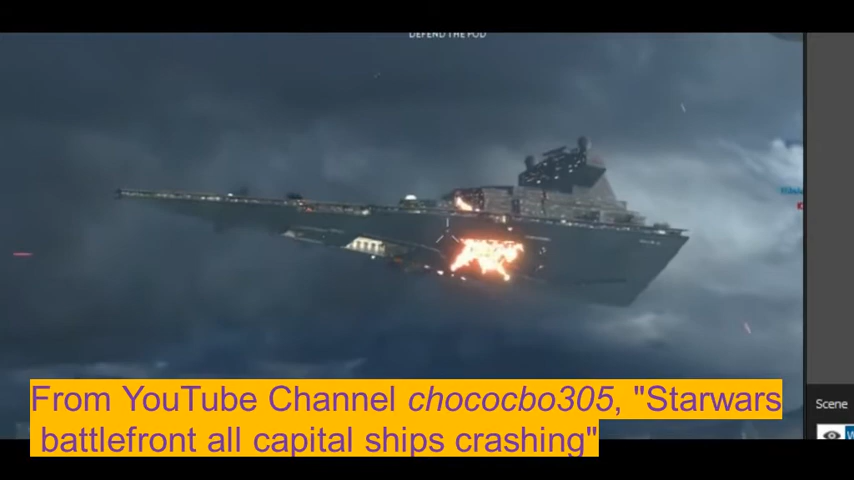 DEFEND THE POD
From YouTube Channel chococbo305, "Starwars
battlefront all capital ships crashing"
Scene